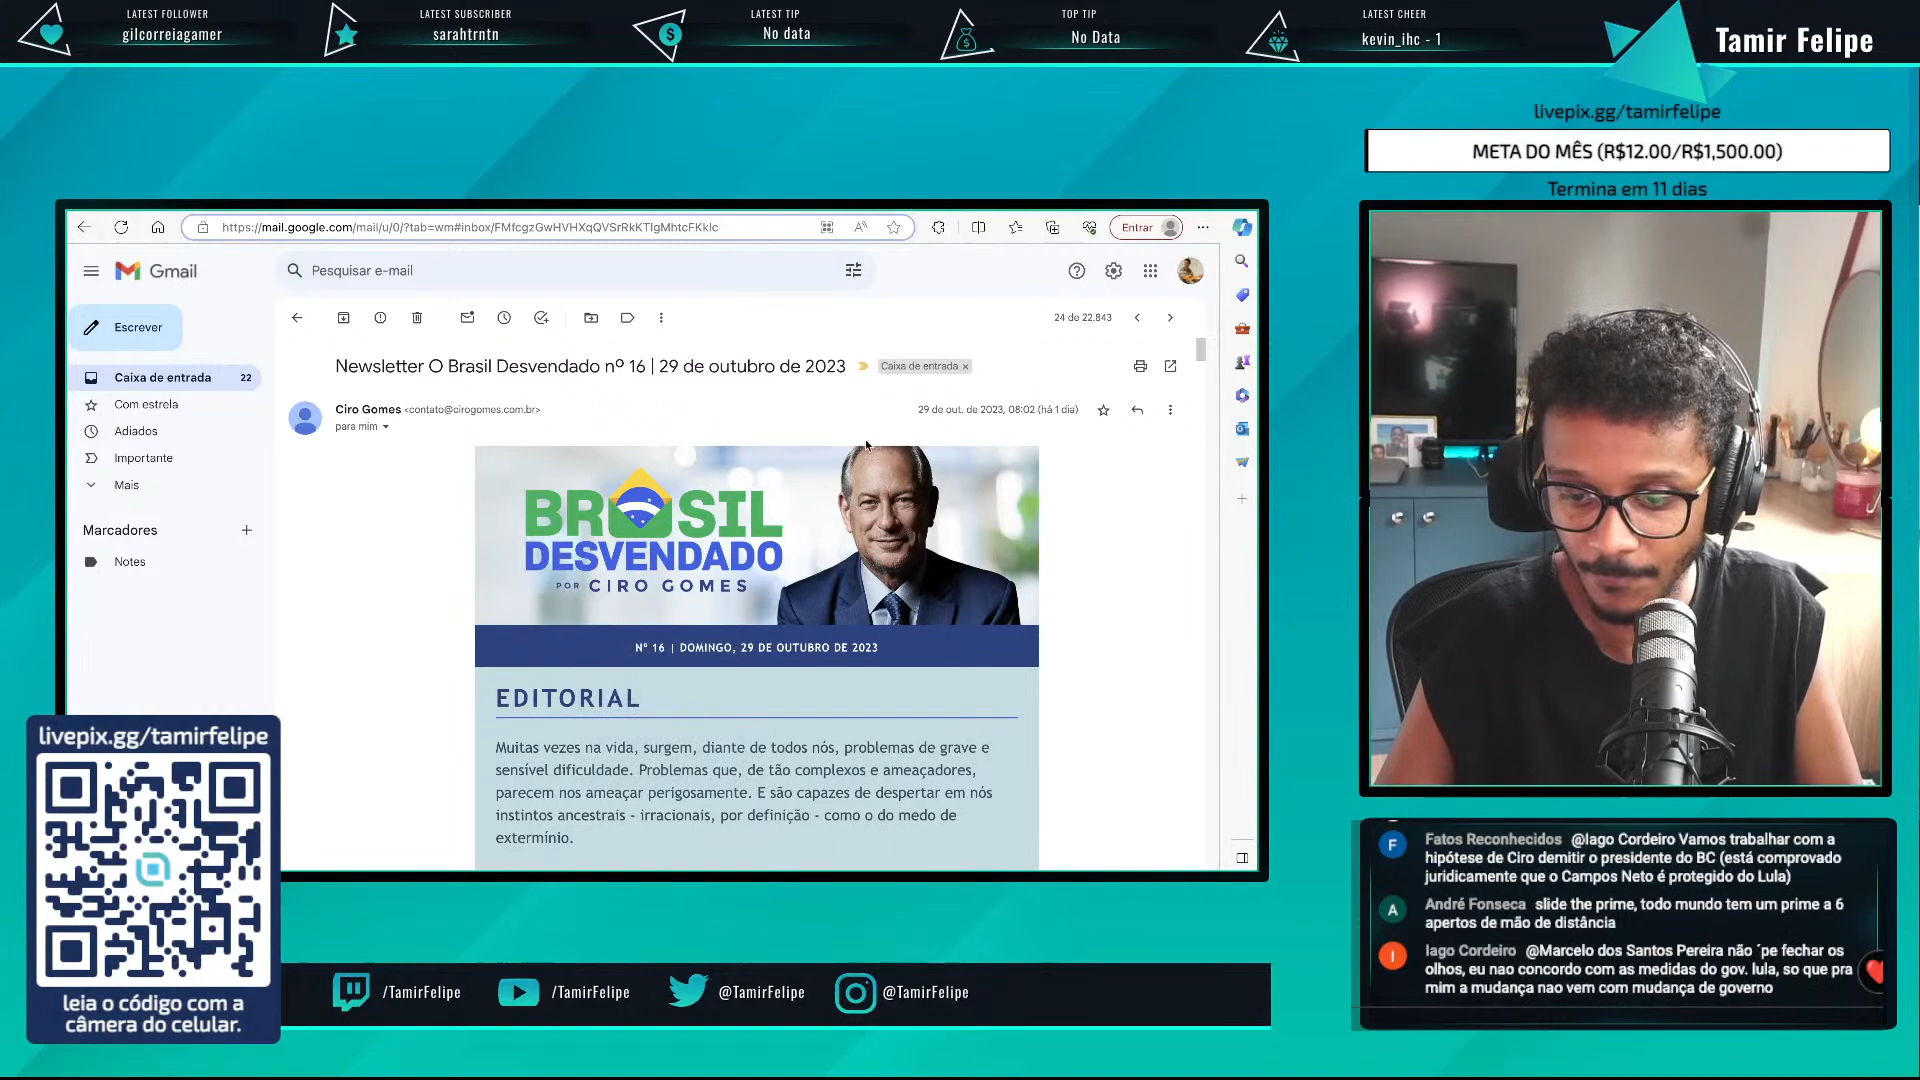 LATEST FOLLOWER
gilcorreiagamer
LATEST SUBSCRIBER
sarahtrntn
LATEST TIP
No data
TOP TIP
No Data
LATEST CHEER
kevin_ihc - 1
Tamir Felipe
livepix.gg/tamirfelipe
META DO MÊS (R$12.00/R$1,500.00)
Termina em 11 dias
https://mail.google.com/mail/u/0/?tab=wm#inbox/FMfcgzGwHVHXqQVSrRkKTlgMhtcFKklc
Entrar
Gmail
Pesquisar e-mail
Escrever
24 de 22.843
Caixa de entrada 22
Com estrela
Adiados
Importante
Mais
Marcadores
Notes
Newsletter O Brasil Desvendado nº 16 | 29 de outubro de 2023
Caixa de entrada x
Ciro Gomes <contato@cirogomes.com.br>
29 de out. de 2023, 08:02 (há 1 dia)
para mim
BRASIL
DESVENDADO
POR CIRO GOMES
Nº 16 | DOMINGO, 29 DE OUTUBRO DE 2023
EDITORIAL
Muitas vezes na vida, surgem, diante de todos nós, problemas de grave e
sensível dificuldade. Problemas que, de tão complexos e ameaçadores,
parecem nos ameaçar perigosamente. E são capazes de despertar em nós
instintos ancestrais - irracionais, por definição - como o do medo de
extermínio.
livepix.gg/tamirfelipe
leia o código com a
câmera do celular.
/TamirFelipe
/TamirFelipe
@TamirFelipe
@TamirFelipe
F
Fatos Reconhecidos @Iago Cordeiro Vamos trabalhar com a
hipótese de Ciro demitir o presidente do BC (está comprovado
juridicamente que o Campos Neto é protegido do Lula)
A
André Fonseca slide the prime, todo mundo tem um prime a 6
apertos de mão de distância
I
Iago Cordeiro @Marcelo dos Santos Pereira não ´pe fechar os
olhos, eu nao concordo com as medidas do gov. lula, so que pra
mim a mudança nao vem com mudança de governo